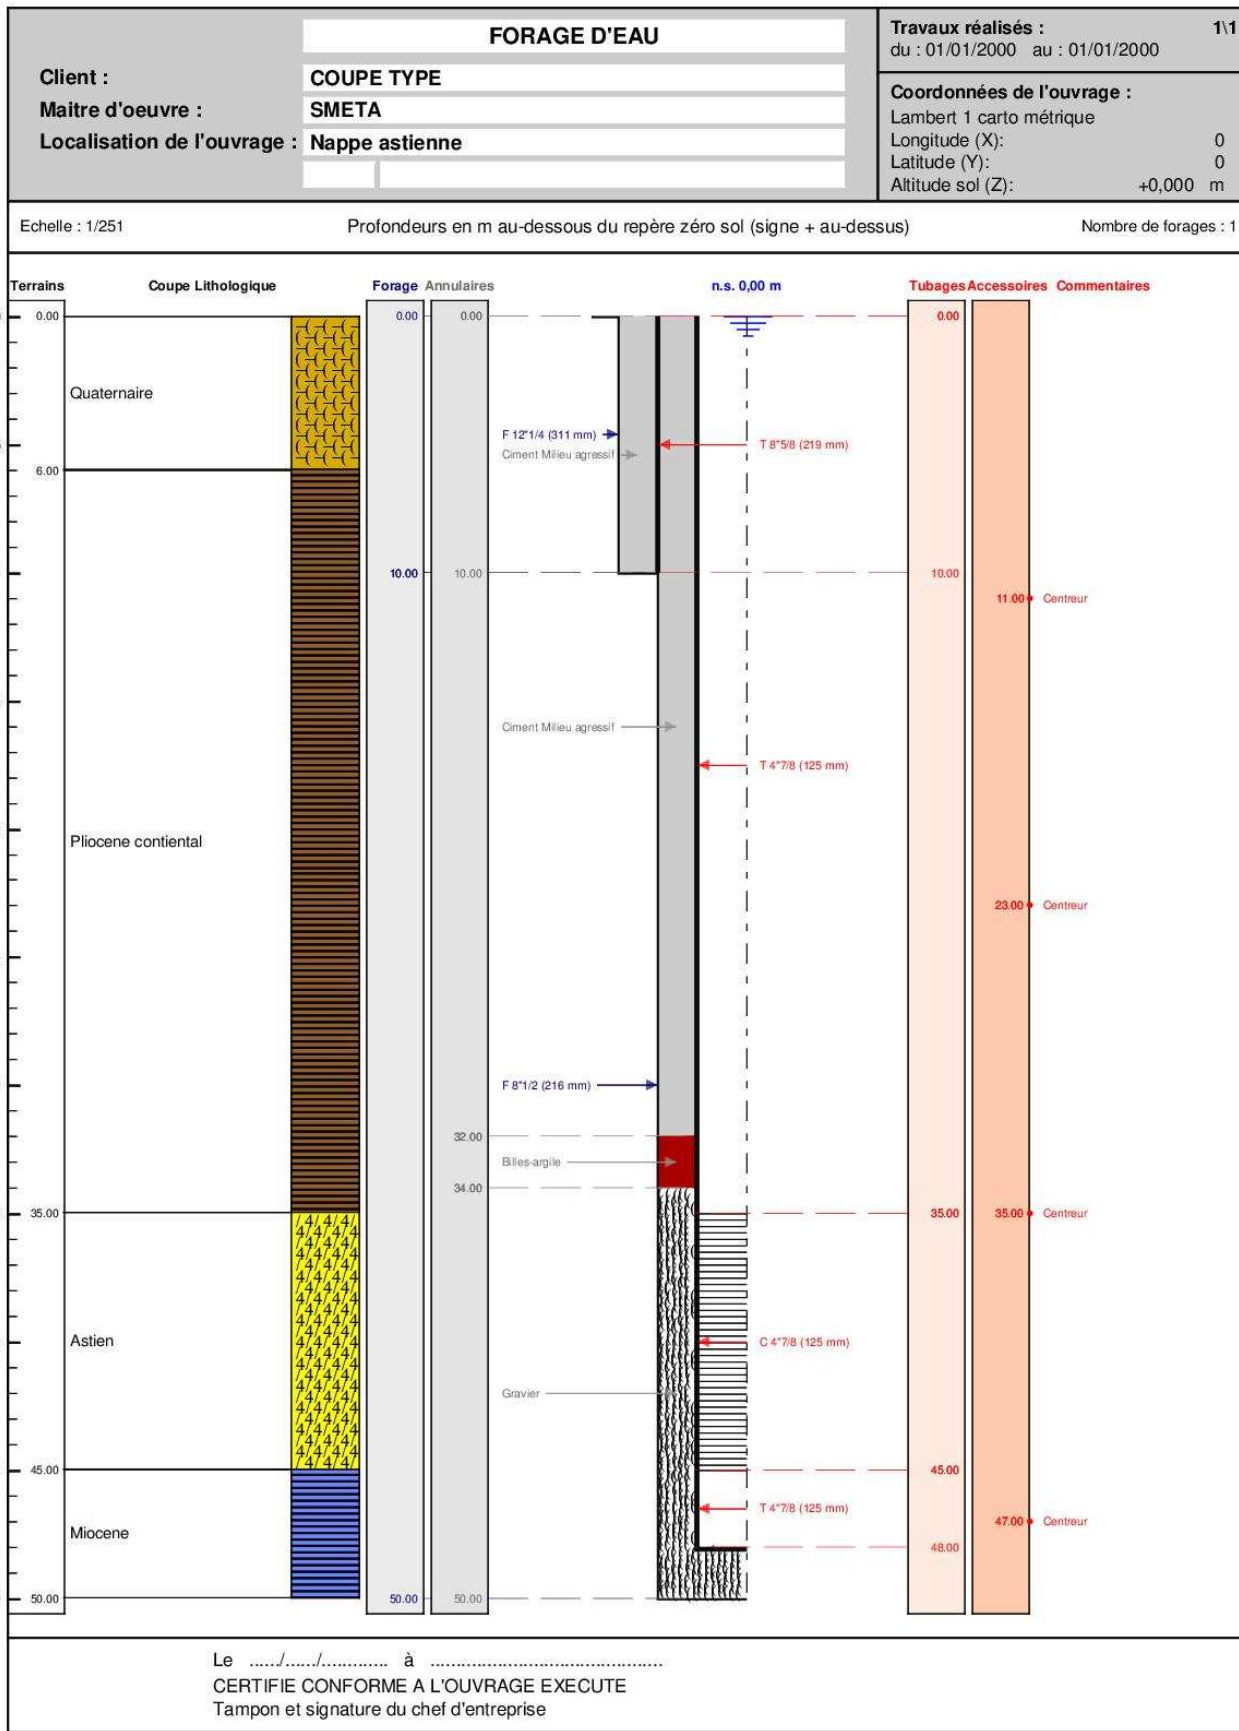 FORAGE D'EAU
Client :
COUPE TYPE
Maitre d'oeuvre :
SMETA
Localisation de l'ouvrage :
Nappe astienne
Travaux réalisés :
1\1
du : 01/01/2000 au : 01/01/2000
Coordonnées de l'ouvrage :
Lambert 1 carto métrique
Longitude (X): 0
Latitude (Y): 0
Altitude sol (Z): +0,000 m
Echelle : 1/251
Profondeurs en m au-dessous du repère zéro sol (signe + au-dessus)
Nombre de forages : 1
Terrains
Coupe Lithologique
Forage
Annulaires
n.s. 0,00 m
Tubages
Accessoires
Commentaires
0.00
0.00
0.00
0.00
Quaternaire
F 12"1/4 (311 mm)
T 8"5/8 (219 mm)
Ciment Milieu agressif
6.00
10.00
10.00
10.00
11.00
Centreur
Ciment Milieu agressif
T 4"7/8 (125 mm)
Pliocene contiental
23.00
Centreur
F 8"1/2 (216 mm)
32.00
Billes-argile
34.00
35.00
35.00
35.00
Centreur
Astien
C 4"7/8 (125 mm)
Gravier
45.00
45.00
T 4"7/8 (125 mm)
47.00
Centreur
Miocene
48.00
50.00
50.00
50.00
Le ....../....../............. à ............................................
CERTIFIE CONFORME A L'OUVRAGE EXECUTE
Tampon et signature du chef d'entreprise